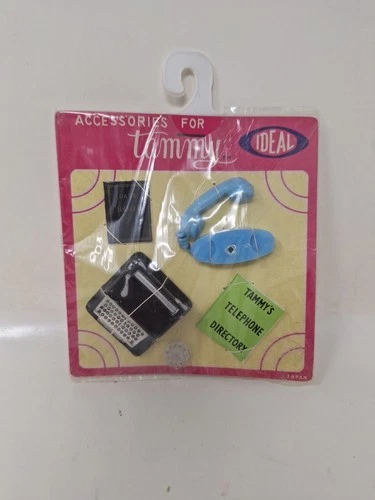 ACCESSORIES FOR
tammy
IDEAL
TAMMY'S
TELEPHONE
DIRECTORY